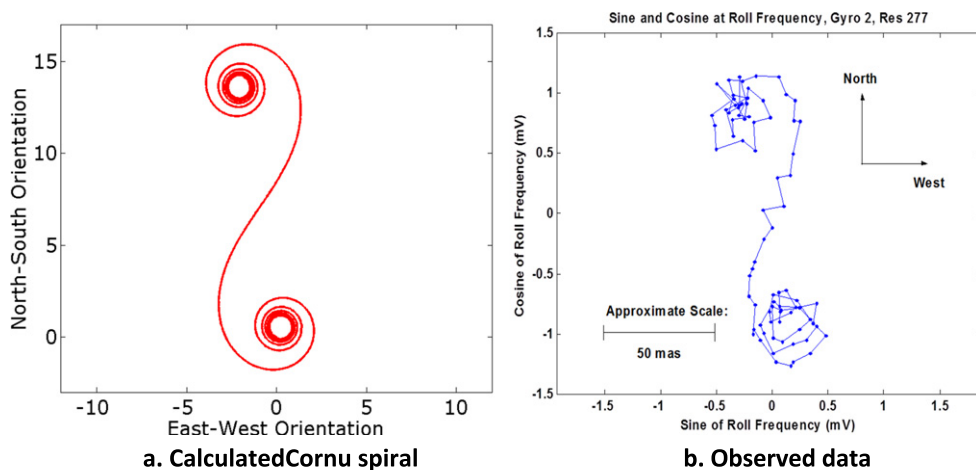 15
10
5
0
North-South Orientation
-10 -5 0 5 10
East-West Orientation
a. CalculatedCornu spiral
Sine and Cosine at Roll Frequency, Gyro 2, Res 277
1.5
1
0.5
0
-0.5
-1
-1.5
Cosine of Roll Frequency (mV)
North
West
Approximate Scale:
50 mas
-1.5 -1 -0.5 0 0.5 1 1.5
Sine of Roll Frequency (mV)
b. Observed data